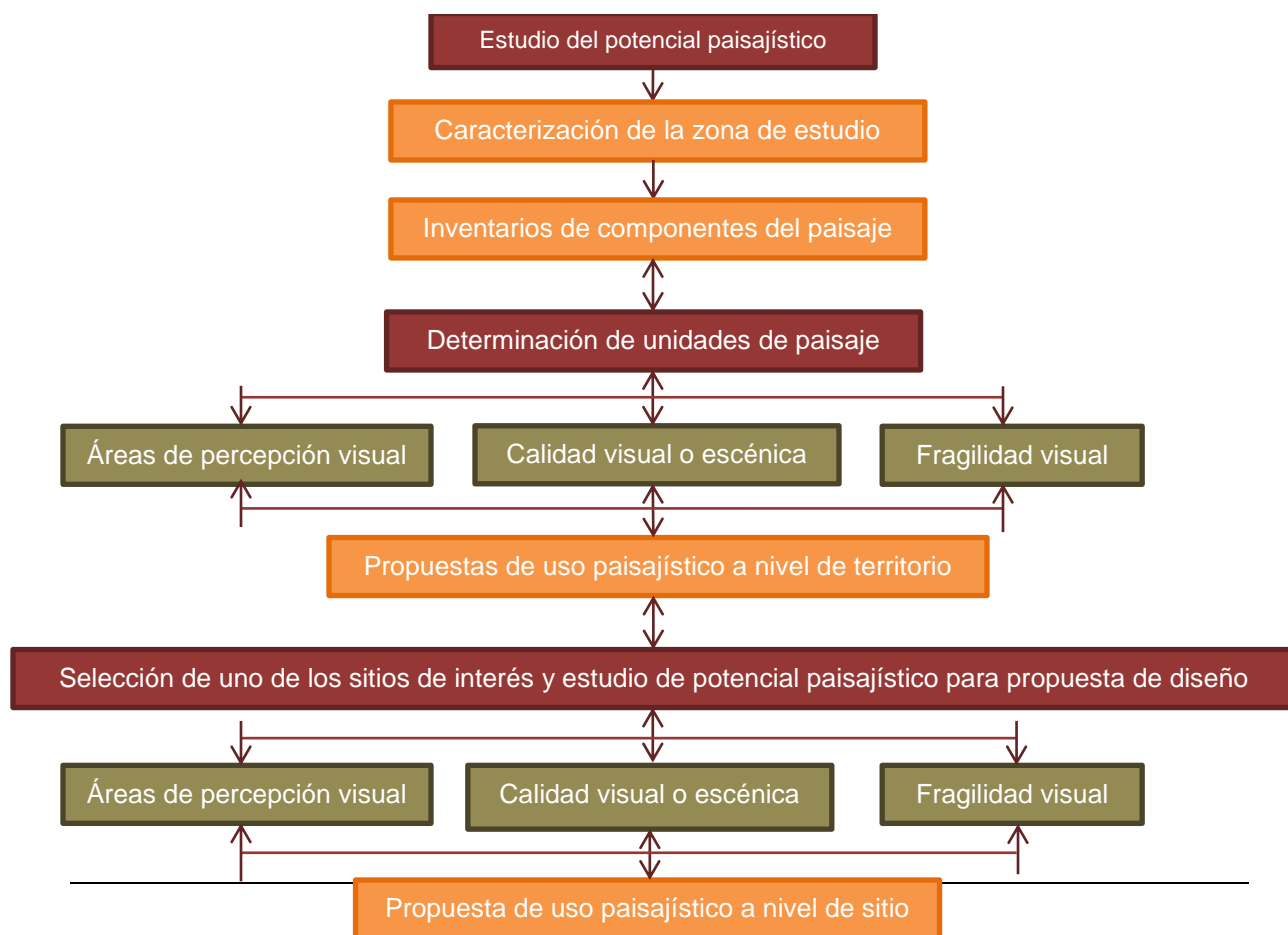 Estudio del potencial paisajístico
Caracterización de la zona de estudio
Inventarios de componentes del paisaje
Determinación de unidades de paisaje
Áreas de percepción visual
Calidad visual o escénica
Fragilidad visual
Propuestas de uso paisajístico a nivel de territorio
Selección de uno de los sitios de interés y estudio de potencial paisajístico para propuesta de diseño
Áreas de percepción visual
Calidad visual o escénica
Fragilidad visual
Propuesta de uso paisajístico a nivel de sitio